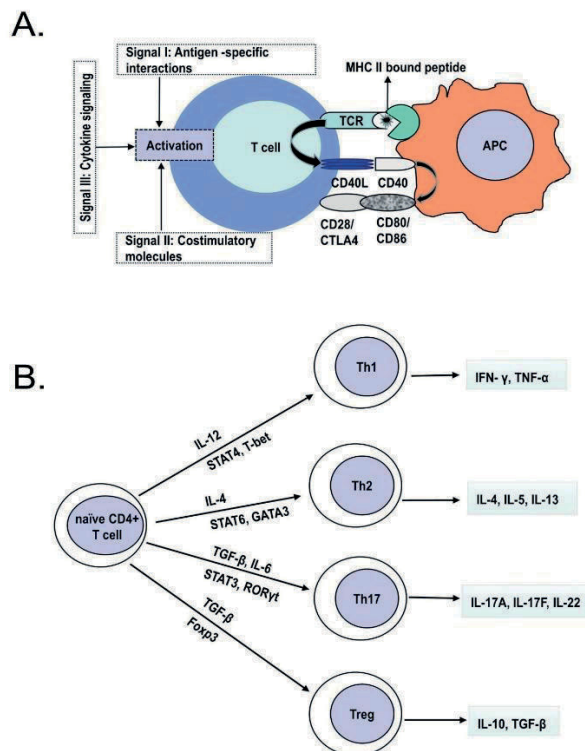 A.
Signal I: Antigen -specific
interactions
MHC II bound peptide
Signal III: Cytokine signaling
Activation
T cell
TCR
APC
CD40L
CD40
CD28/
CTLA4
CD80/
CD86
Signal II: Costimulatory
molecules
B.
Th1
IFN- γ, TNF-α
IL-12
STAT4, T-bet
naïve CD4+
T cell
IL-4
STAT6, GATA3
Th2
IL-4, IL-5, IL-13
TGF-β, IL-6
STAT3, RORγt
Th17
IL-17A, IL-17F, IL-22
TGF-β
Foxp3
Treg
IL-10, TGF-β